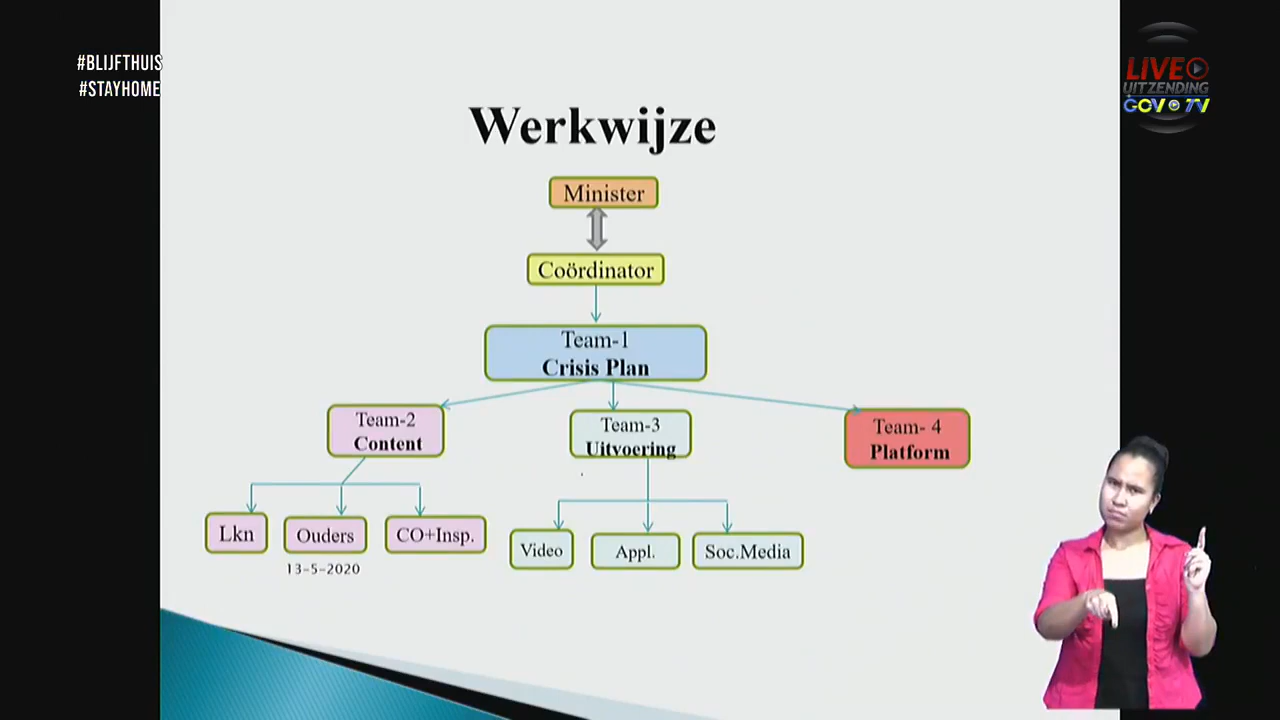 #BLIJFTHUIS
#STAYHOME
LIVE
UITZENDING
GOV TV
Werkwijze
Minister
Coördinator
Team-1
Crisis Plan
Team-2
Content
Team-3
Uitvoering
Team- 4
Platform
Lkn
Ouders
CO+Insp.
Video
Appl.
Soc.Media
13-5-2020